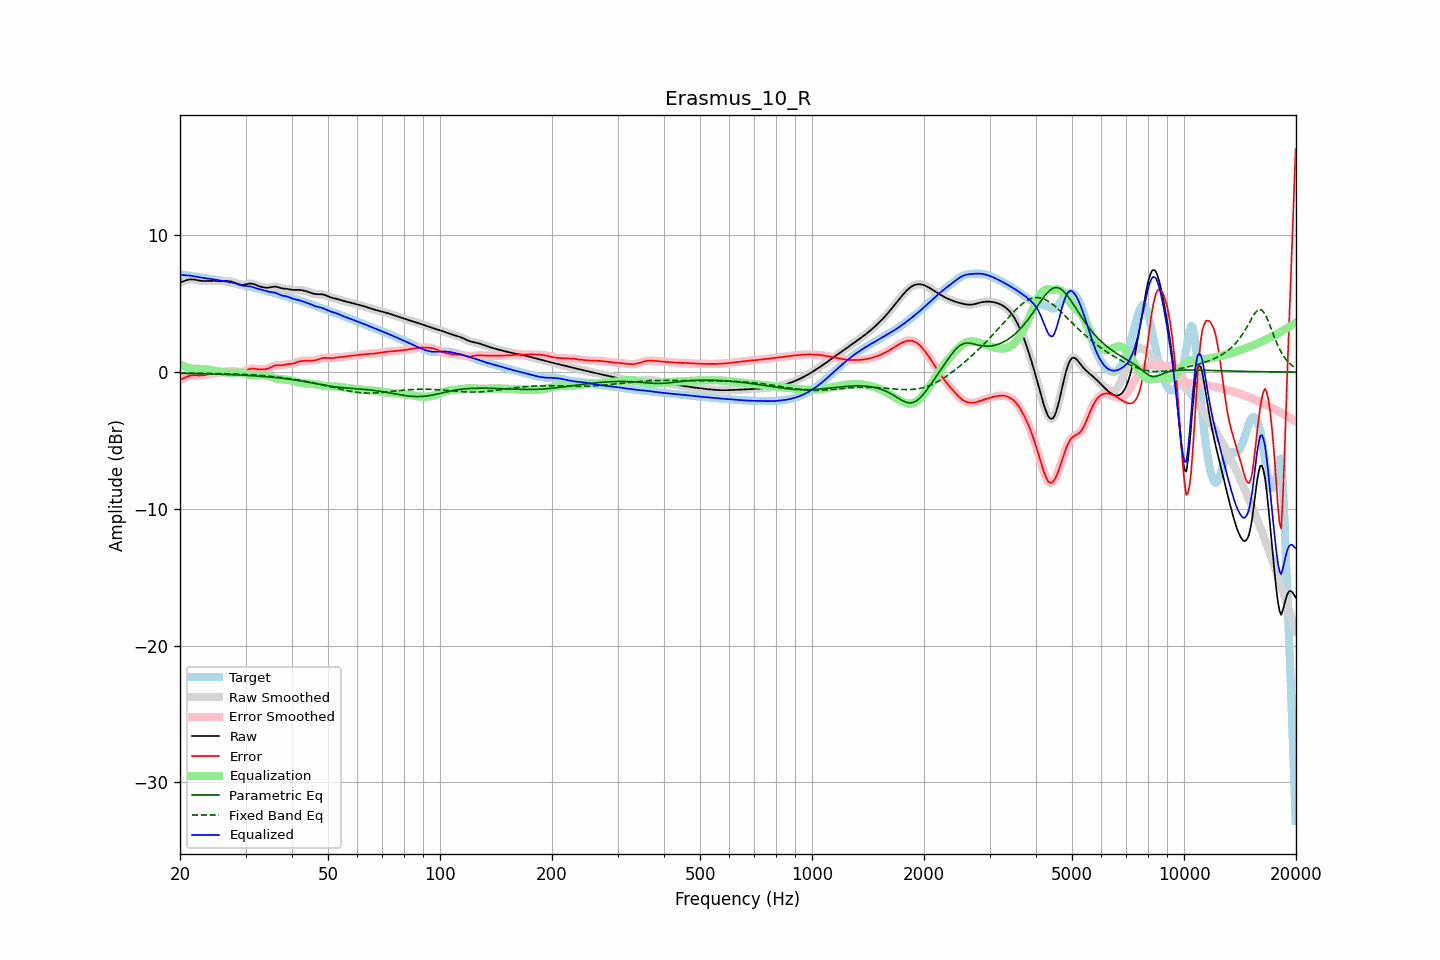 Erasmus_10_R
Amplitude (dBr)
10
0
−10
−20
−30
Target
Raw Smoothed
Error Smoothed
Raw
Error
Equalization
Parametric Eq
Fixed Band Eq
Equalized
20 50 100 200 500 1000 2000 5000 10000 20000
Frequency (Hz)